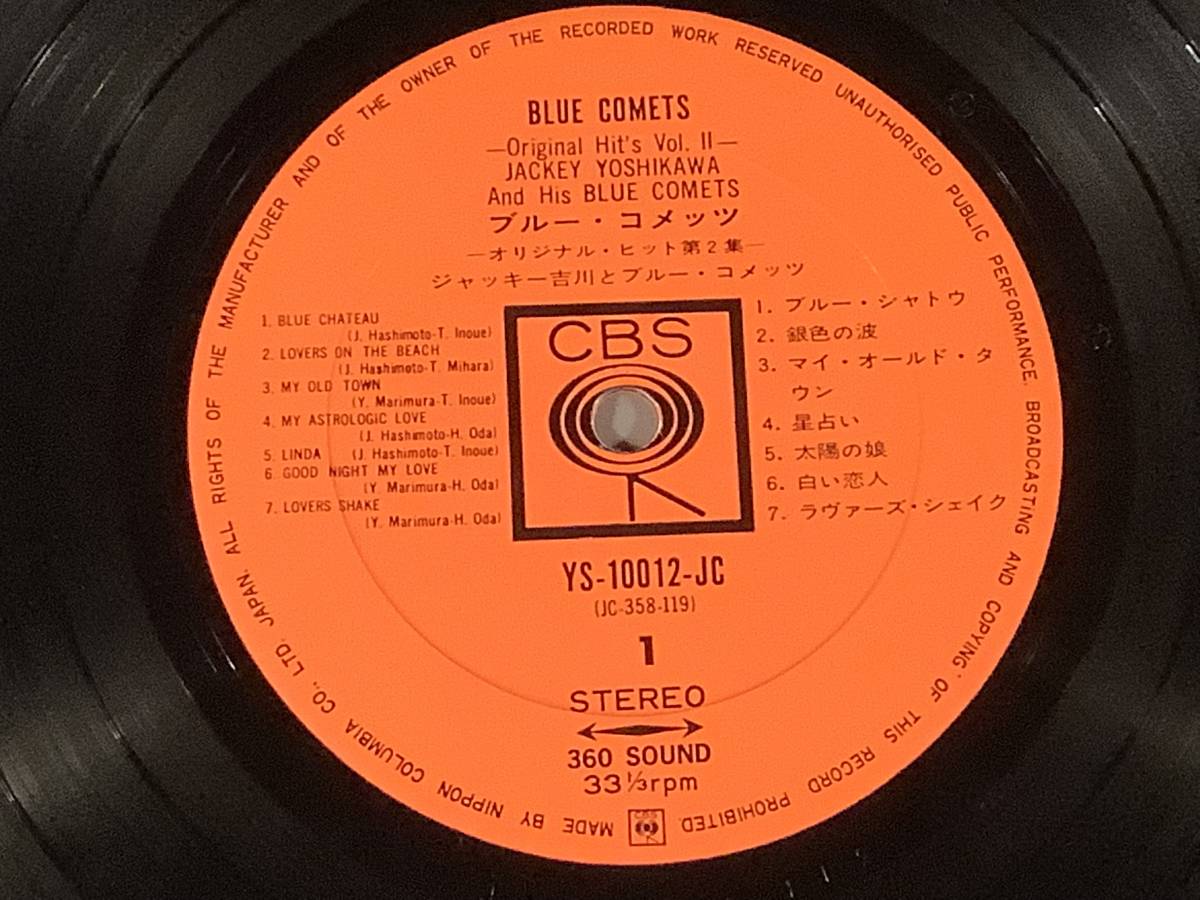 BLUE COMETS
—Original Hit's Vol. II—
JACKEY YOSHIKAWA
And His BLUE COMETS
ブルー・コメッツ
—オリジナル・ヒット第2集—
ジャッキー吉川とブルー・コメッツ
1. BLUE CHATEAU
(J. Hashimoto-T. Inoue)
2. LOVERS ON THE BEACH
(J. Hashimoto-T. Mihara)
3. MY OLD TOWN
(Y. Marimura-T. Inoue)
4. MY ASTROLOGIC LOVE
(J. Hashimoto-H. Oda)
5. LINDA (J. Hashimoto-T. Inoue)
6. GOOD NIGHT MY LOVE
(Y. Marimura-H. Oda)
7. LOVERS SHAKE
(Y. Marimura-H. Oda)
CBS
1. ブルー・シャトウ
2. 銀色の波
3. マイ・オールド・タ
ウン
4. 星占い
5. 太陽の娘
6. 白い恋人
7. ラヴァーズ・シェイク
YS-10012-JC
(JC-358-119)
1
STEREO
360 SOUND
33⅓rpm
MADE BY NIPPON COLUMBIA CO., LTD. JAPAN. ALL RIGHTS OF THE MANUFACTURER AND OF THE OWNER OF THE RECORDED WORK RESERVED UNAUTHORISED PUBLIC PERFORMANCE. BROADCASTING AND COPYING OF THIS RECORD PROHIBITED.
CBS